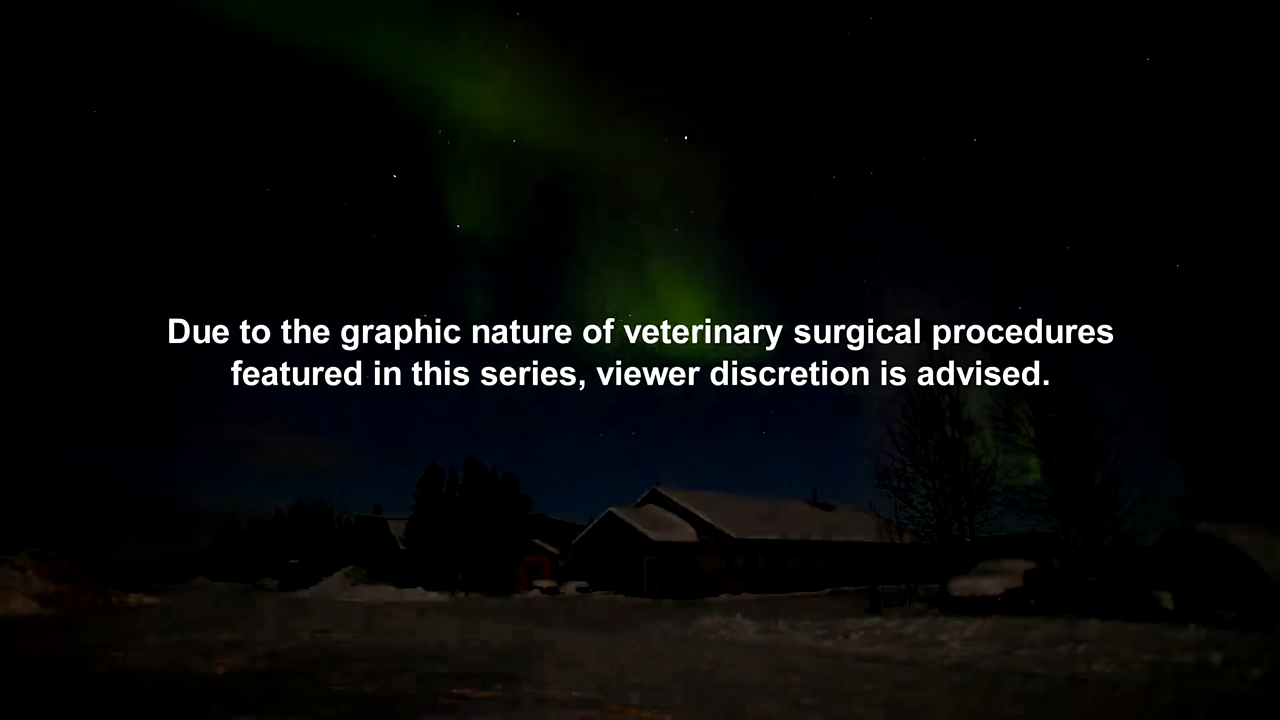 Due to the graphic nature of veterinary surgical procedures
featured in this series, viewer discretion is advised.